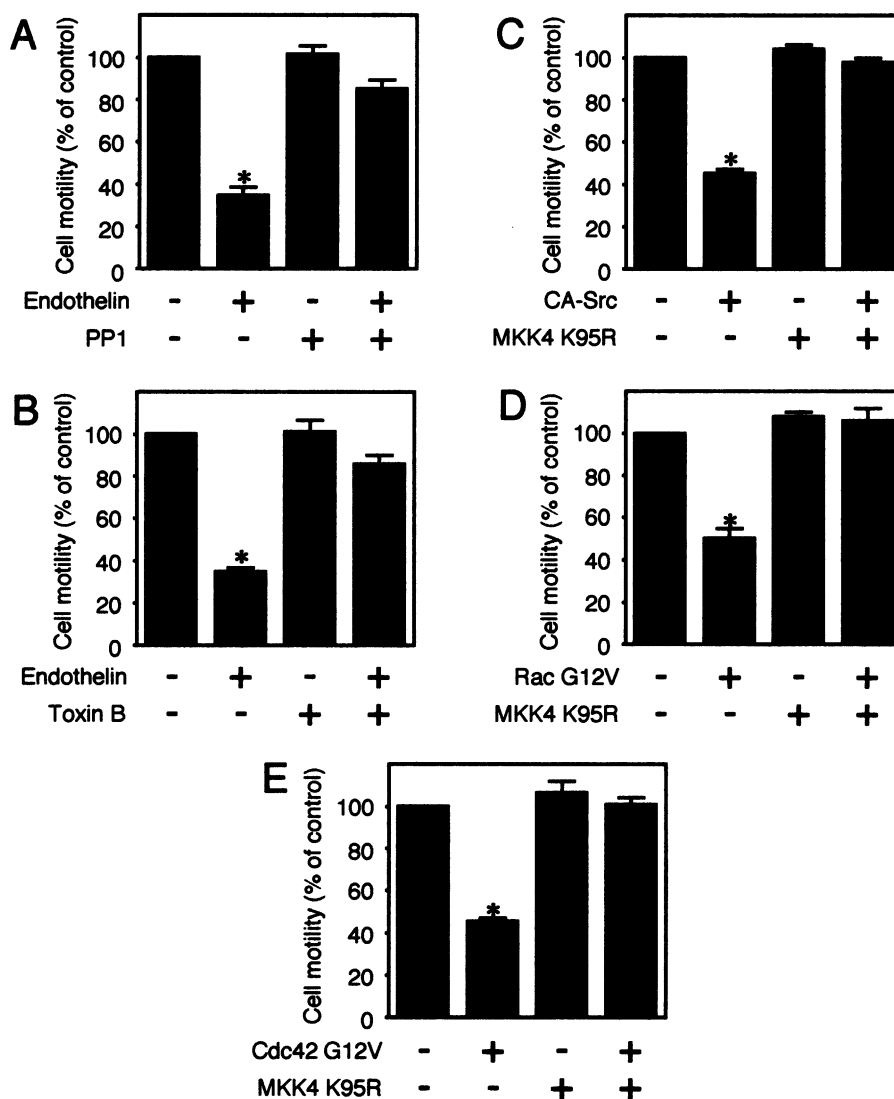 A
Cell motility (% of control)
100
80
60
40
20
0
*
Endothelin - + - +
PP1 - - + +
B
Cell motility (% of control)
100
80
60
40
20
0
*
Endothelin - + - +
Toxin B - - + +
C
Cell motility (% of control)
100
80
60
40
20
0
*
CA-Src - + - +
MKK4 K95R - - + +
D
Cell motility (% of control)
100
80
60
40
20
0
*
Rac G12V - + - +
MKK4 K95R - - + +
E
Cell motility (% of control)
100
80
60
40
20
0
*
Cdc42 G12V - + - +
MKK4 K95R - - + +